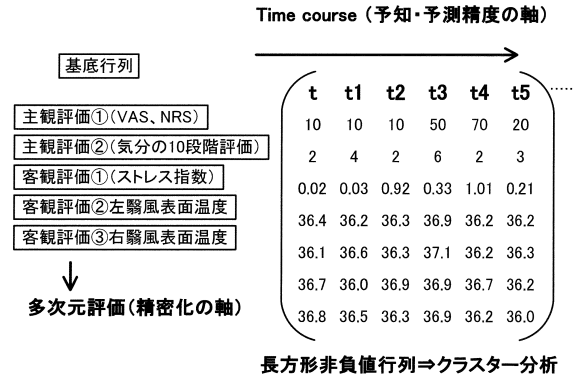 Time course (予知・予測精度の軸)
基底行列
主観評価①(VAS、NRS)
主観評価②(気分の10段階評価)
客観評価①(ストレス指数)
客観評価②左翳風表面温度
客観評価③右翳風表面温度
多次元評価(精密化の軸)
t t1 t2 t3 t4 t5 ……
10 10 10 50 70 20
2 4 2 6 2 3
0.02 0.03 0.92 0.33 1.01 0.21
36.4 36.2 36.3 36.9 36.2 36.2
36.1 36.6 36.3 37.1 36.2 36.3
36.7 36.0 36.9 36.9 36.7 36.2
36.8 36.5 36.3 36.9 36.2 36.0
長方形非負値行列⇒クラスター分析